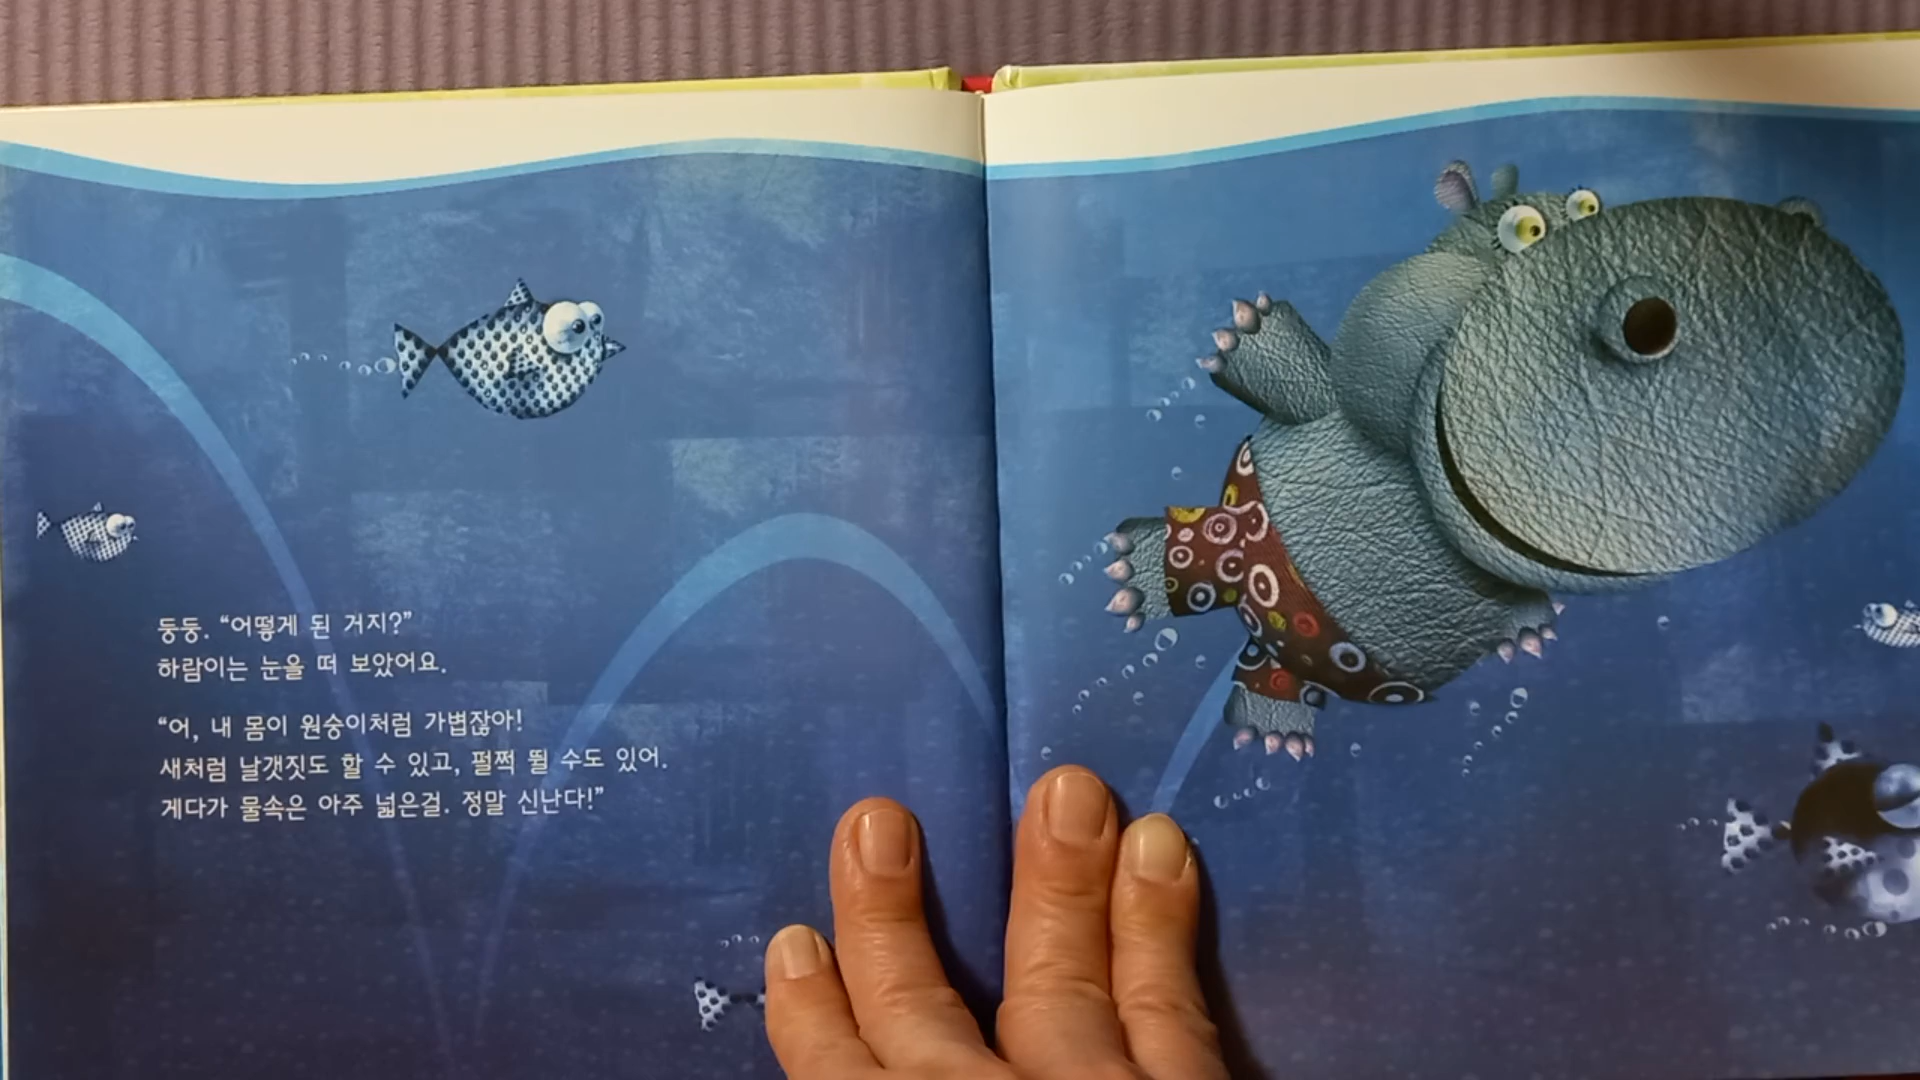 둥둥. “어떻게 된 거지?”
하람이는 눈을 떠 보았어요.
“어, 내 몸이 원숭이처럼 가볍잖아!
새처럼 날갯짓도 할 수 있고, 펄쩍 뛸 수도 있어.
게다가 물속은 아주 넓은걸. 정말 신난다!”